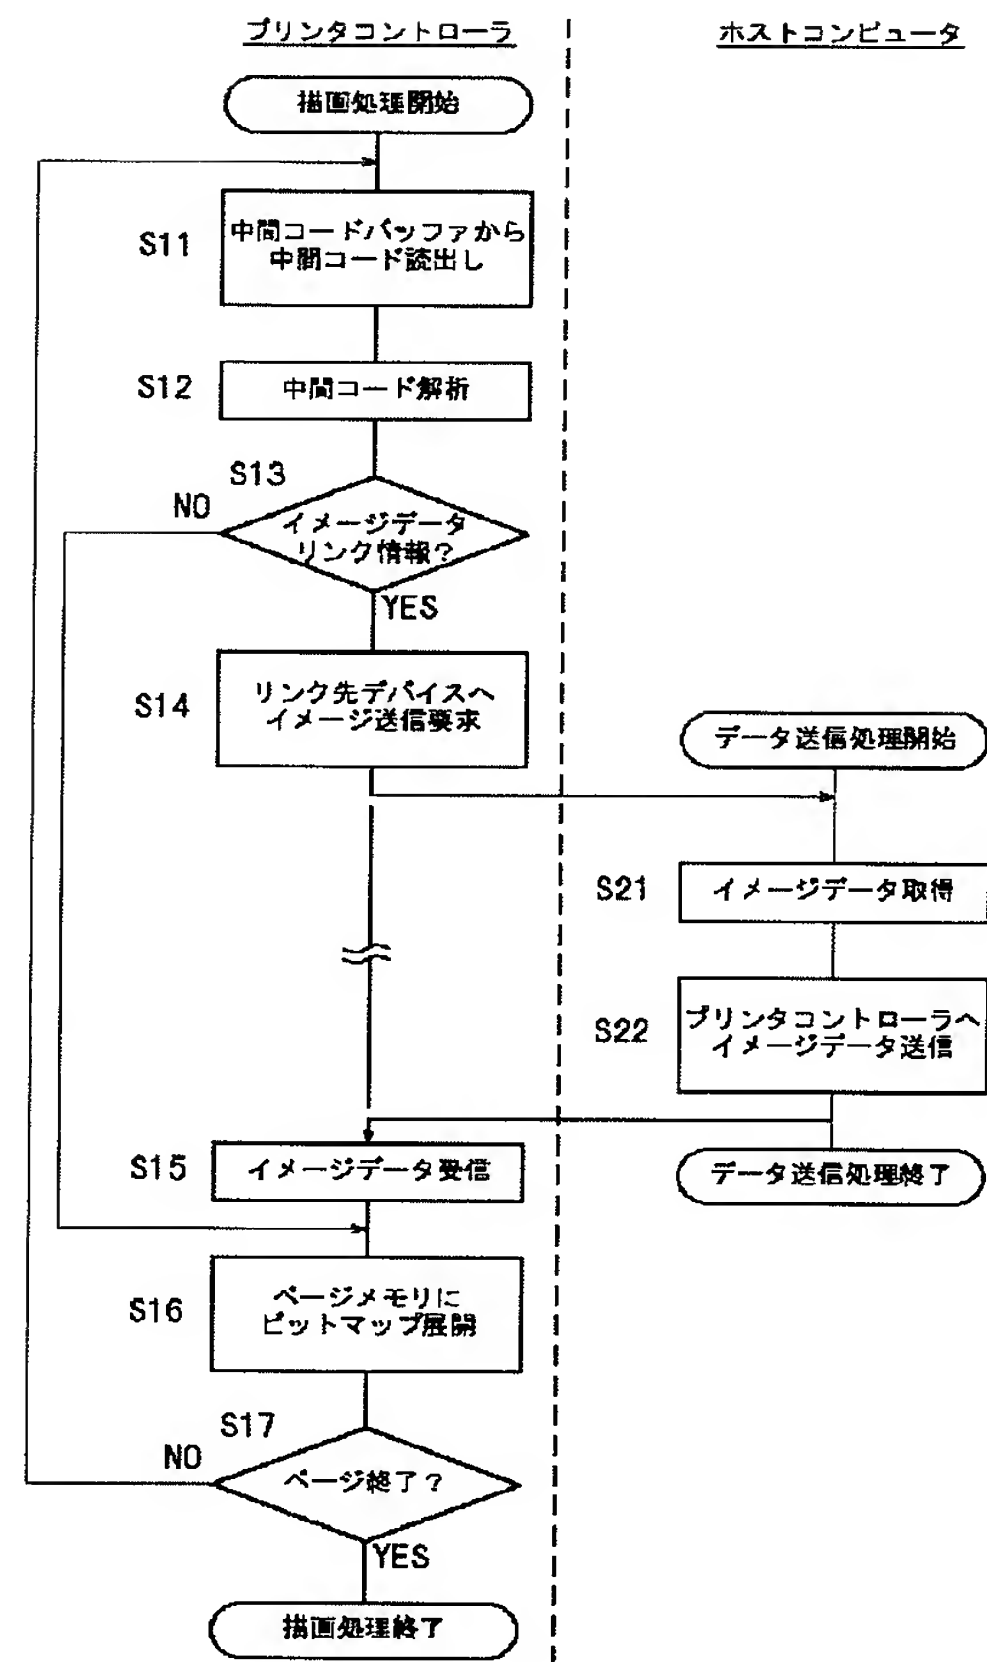 プリンタコントローラ
ホストコンピュータ
描画処理開始
S11
中間コードバッファから
中間コード読出し
S12
中間コード解析
S13
NO
イメージデータ
リンク情報?
YES
S14
リンク先デバイスへ
イメージ送信要求
データ送信処理開始
S21
イメージデータ取得
S22
プリンタコントローラへ
イメージデータ送信
S15
イメージデータ受信
データ送信処理終了
S16
ページメモリに
ビットマップ展開
S17
NO
ページ終了?
YES
描画処理終了